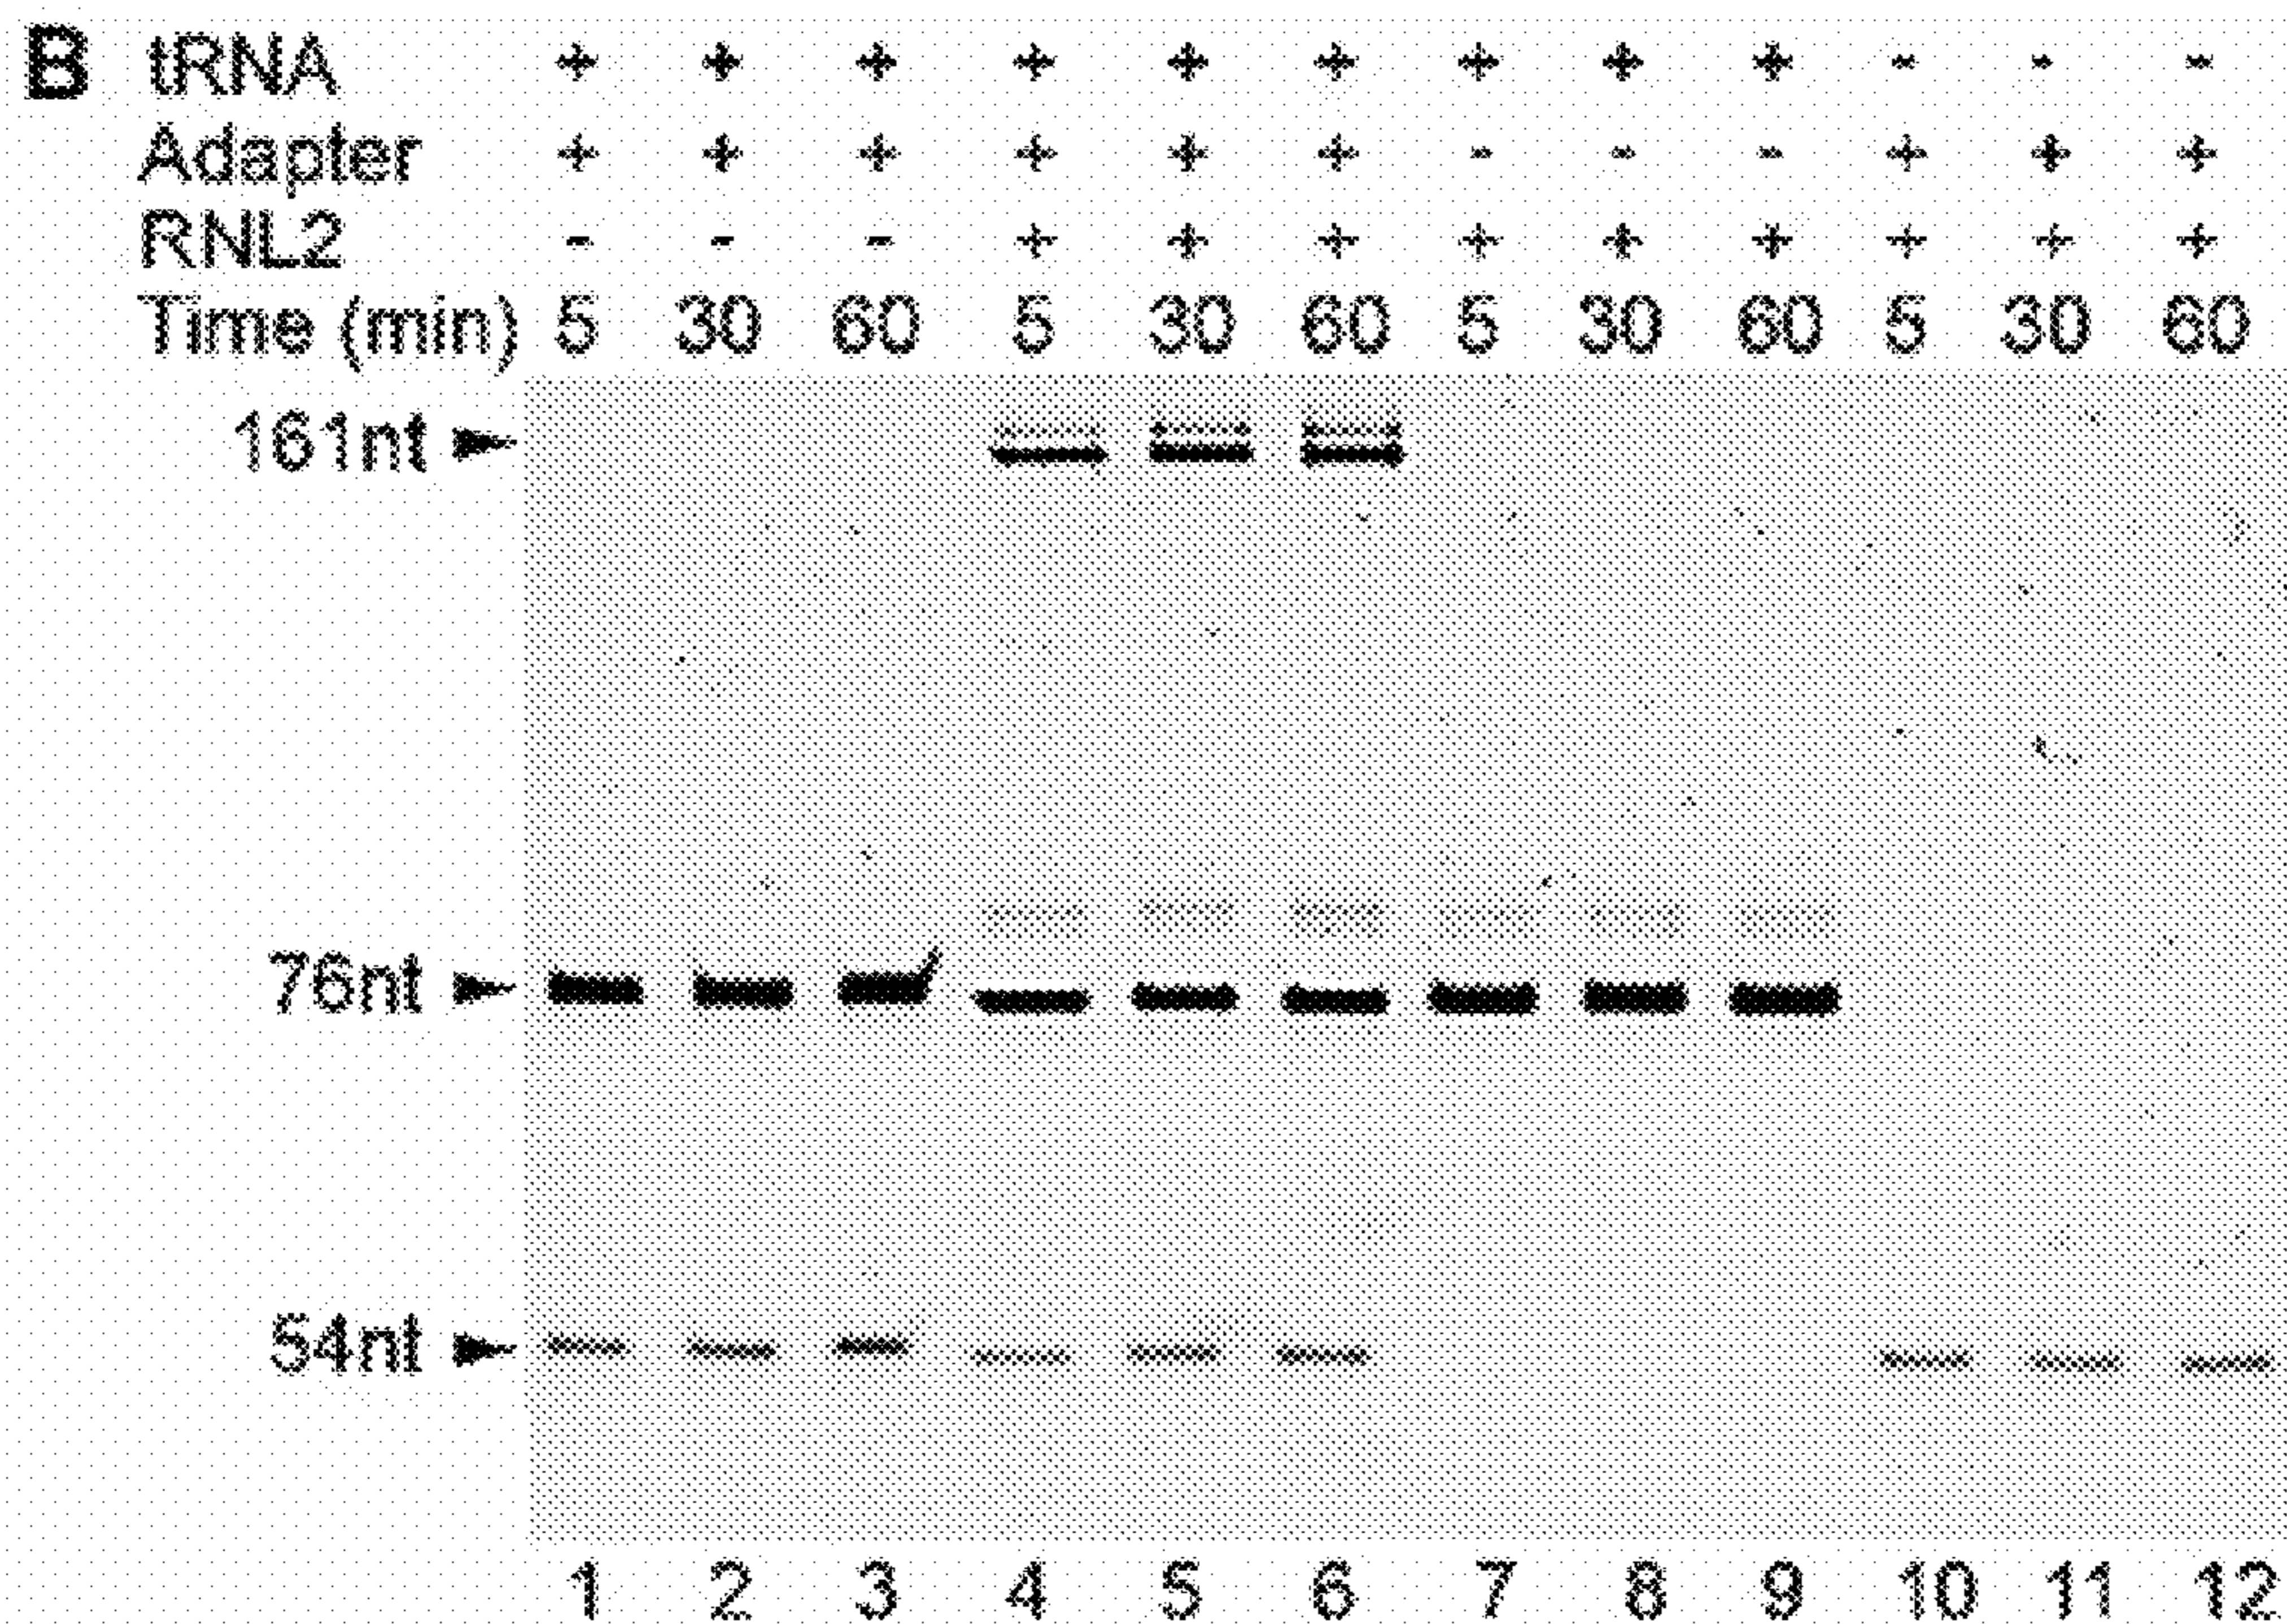 B tRNA + + + + + + + + + - - -
Adapter + + + + + + - - - + + +
RNL2 - - - + + + + + + + + +
Time (min) 5 30 60 5 30 60 5 30 60 5 30 60
161nt
76nt
54nt
1 2 3 4 5 6 7 8 9 10 11 12